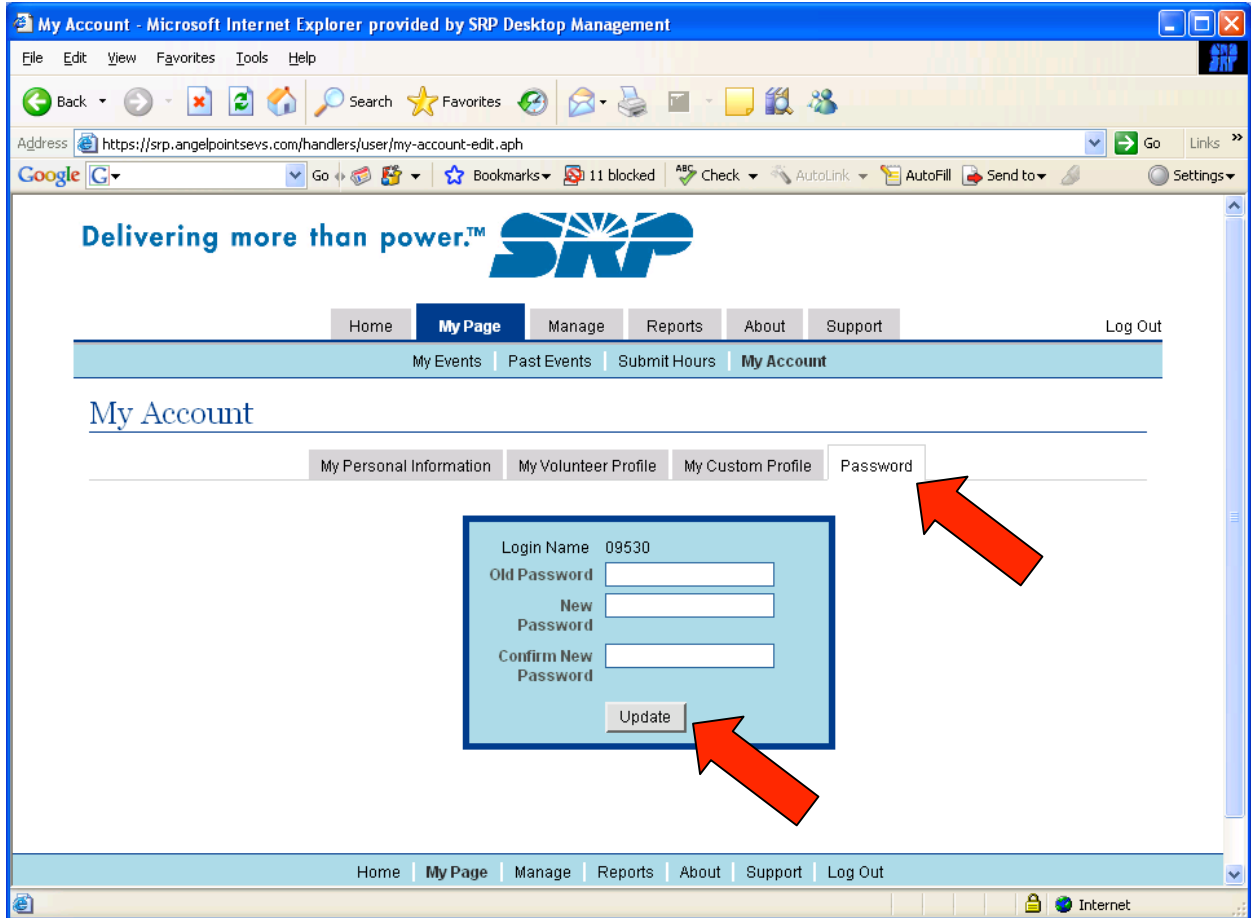 My Account - Microsoft Internet Explorer provided by SRP Desktop Management
File Edit View Favorites Tools Help
SRP
Back Search Favorites
Address https://srp.angelpointsevs.com/handlers/user/my-account-edit.aph Go Links »
Google G Go Bookmarks 11 blocked ABC Check AutoLink AutoFill Send to Settings
Delivering more than power.™ SRP
Home My Page Manage Reports About Support Log Out
My Events Past Events Submit Hours My Account
My Account
My Personal Information My Volunteer Profile My Custom Profile Password
Login Name 09530
Old Password
New
Password
Confirm New
Password
Update
Home My Page Manage Reports About Support Log Out
Internet